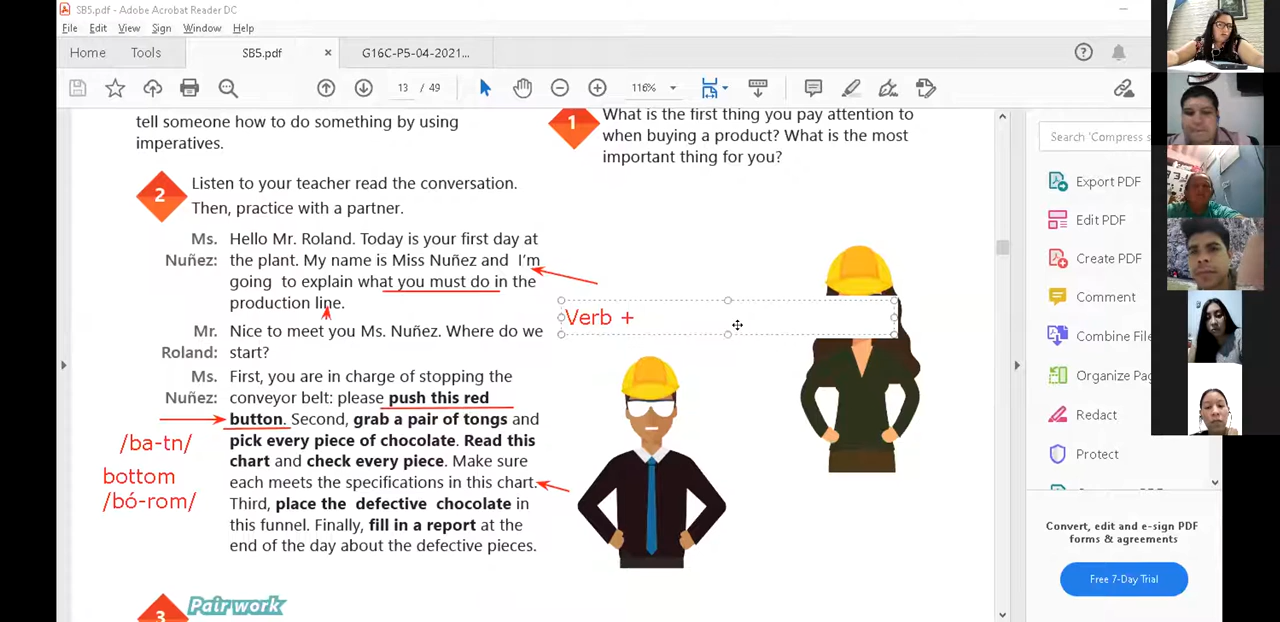 SB5.pdf - Adobe Acrobat Reader DC
File Edit View Sign Window Help
Home Tools SB5.pdf × G16C-P5-04-2021...
13 / 49 116%
tell someone how to do something by using
imperatives.
1
What is the first thing you pay attention to
when buying a product? What is the most
important thing for you?
2
Listen to your teacher read the conversation.
Then, practice with a partner.
Ms. Nuñez:
Hello Mr. Roland. Today is your first day at
the plant. My name is Miss Nuñez and I'm
going to explain what you must do in the
production line.
Mr. Roland:
Nice to meet you Ms. Nuñez. Where do we
start?
Ms. Nuñez:
First, you are in charge of stopping the
conveyor belt: please push this red
button. Second, grab a pair of tongs and
pick every piece of chocolate. Read this
chart and check every piece. Make sure
each meets the specifications in this chart.
Third, place the defective chocolate in
this funnel. Finally, fill in a report at the
end of the day about the defective pieces.
/ba-tn/
bottom
/bó-rom/
Verb +
3
Pair work
Search 'Compress
Export PDF
Edit PDF
Create PDF
Comment
Combine File
Organize Pag
Redact
Protect
Convert, edit and e-sign PDF
forms & agreements
Free 7-Day Trial